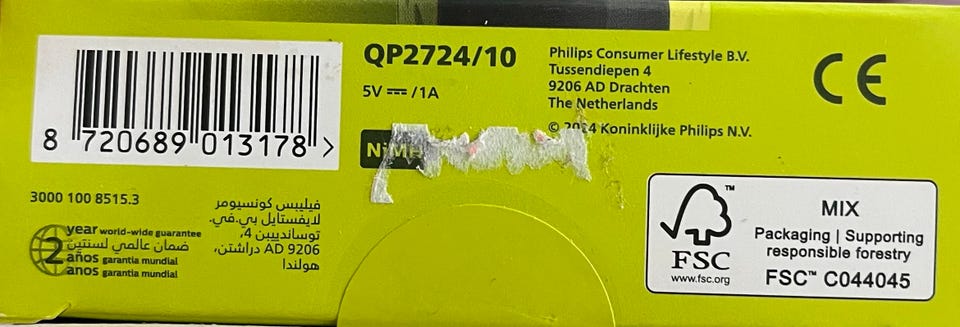 8 720689 013178 >
QP2724/10
5V ⎓ /1A
NiMH
Philips Consumer Lifestyle B.V.
Tussendiepen 4
9206 AD Drachten
The Netherlands
© 2024 Koninklijke Philips N.V.
CE
3000 100 8515.3
2
year world-wide guarantee
ضمان عالمي لسنتين
años garantia mundial
anos garantia mundial
فيليبس كونسيومر
لايفستايل بي.في.
توساندييبن 4,
9206 AD دراشتن،
هولندا
FSC
www.fsc.org
MIX
Packaging | Supporting
responsible forestry
FSC™ C044045